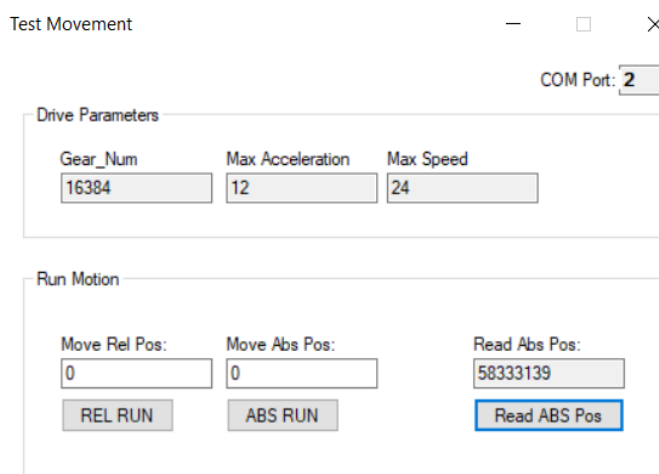 Test Movement
COM Port: 2
Drive Parameters
Gear_Num Max Acceleration Max Speed
16384 12 24
Run Motion
Move Rel Pos: Move Abs Pos: Read Abs Pos:
0 0 58333139
REL RUN ABS RUN Read ABS Pos